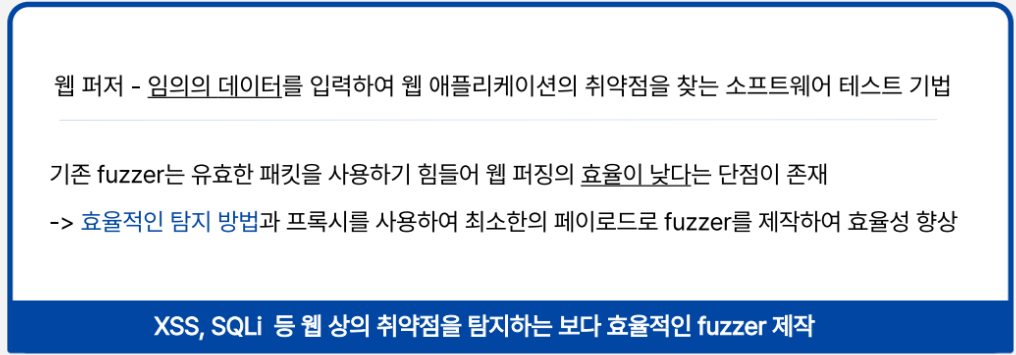 웹 퍼저 - 임의의 데이터를 입력하여 웹 애플리케이션의 취약점을 찾는 소프트웨어 테스트 기법
기존 fuzzer는 유효한 패킷을 사용하기 힘들어 웹 퍼징의 효율이 낮다는 단점이 존재
-> 효율적인 탐지 방법과 프록시를 사용하여 최소한의 페이로드로 fuzzer를 제작하여 효율성 향상
XSS, SQLi 등 웹 상의 취약점을 탐지하는 보다 효율적인 fuzzer 제작